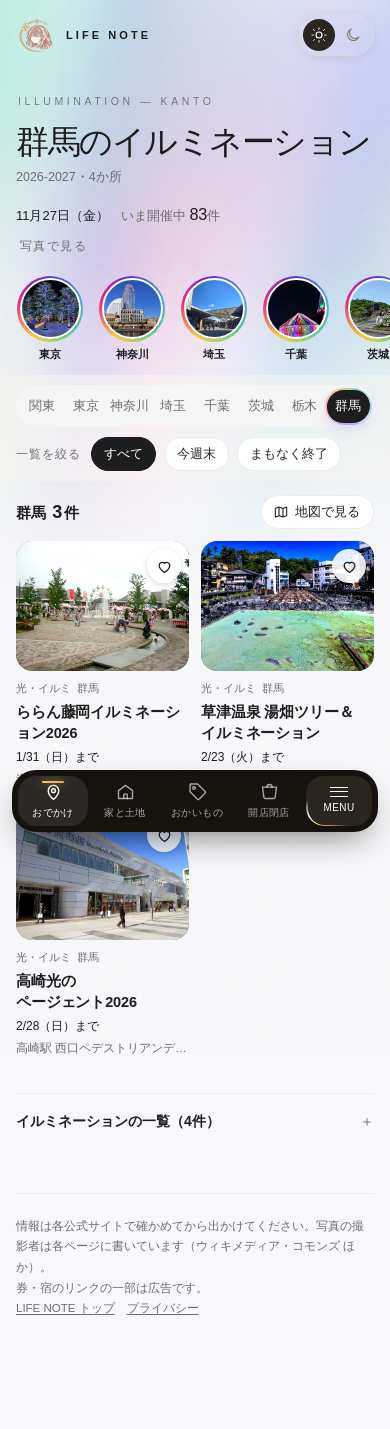 LIFE NOTE
ILLUMINATION — KANTO
群馬のイルミネーション
2026-2027・4か所
11月27日（金） いま開催中 83件
写真で見る
東京 神奈川 埼玉 千葉 茨城
関東 東京 神奈川 埼玉 千葉 茨城 栃木 群馬
一覧を絞る すべて 今週末 まもなく終了
群馬 3件 地図で見る
光・イルミ 群馬
ららん藤岡イルミネーシ
ョン2026
1/31（日）まで
光・イルミ 群馬
草津温泉 湯畑ツリー＆
イルミネーション
2/23（火）まで
おでかけ 家と土地 おかいもの 開店閉店 MENU
光・イルミ 群馬
高崎光の
ページェント2026
2/28（日）まで
高崎駅 西口ペデストリアンデ…
イルミネーションの一覧（4件） +
情報は各公式サイトで確かめてから出かけてください。写真の撮
影者は各ページに書いています（ウィキメディア・コモンズ ほ
か）。
券・宿のリンクの一部は広告です。
LIFE NOTE トップ プライバシー